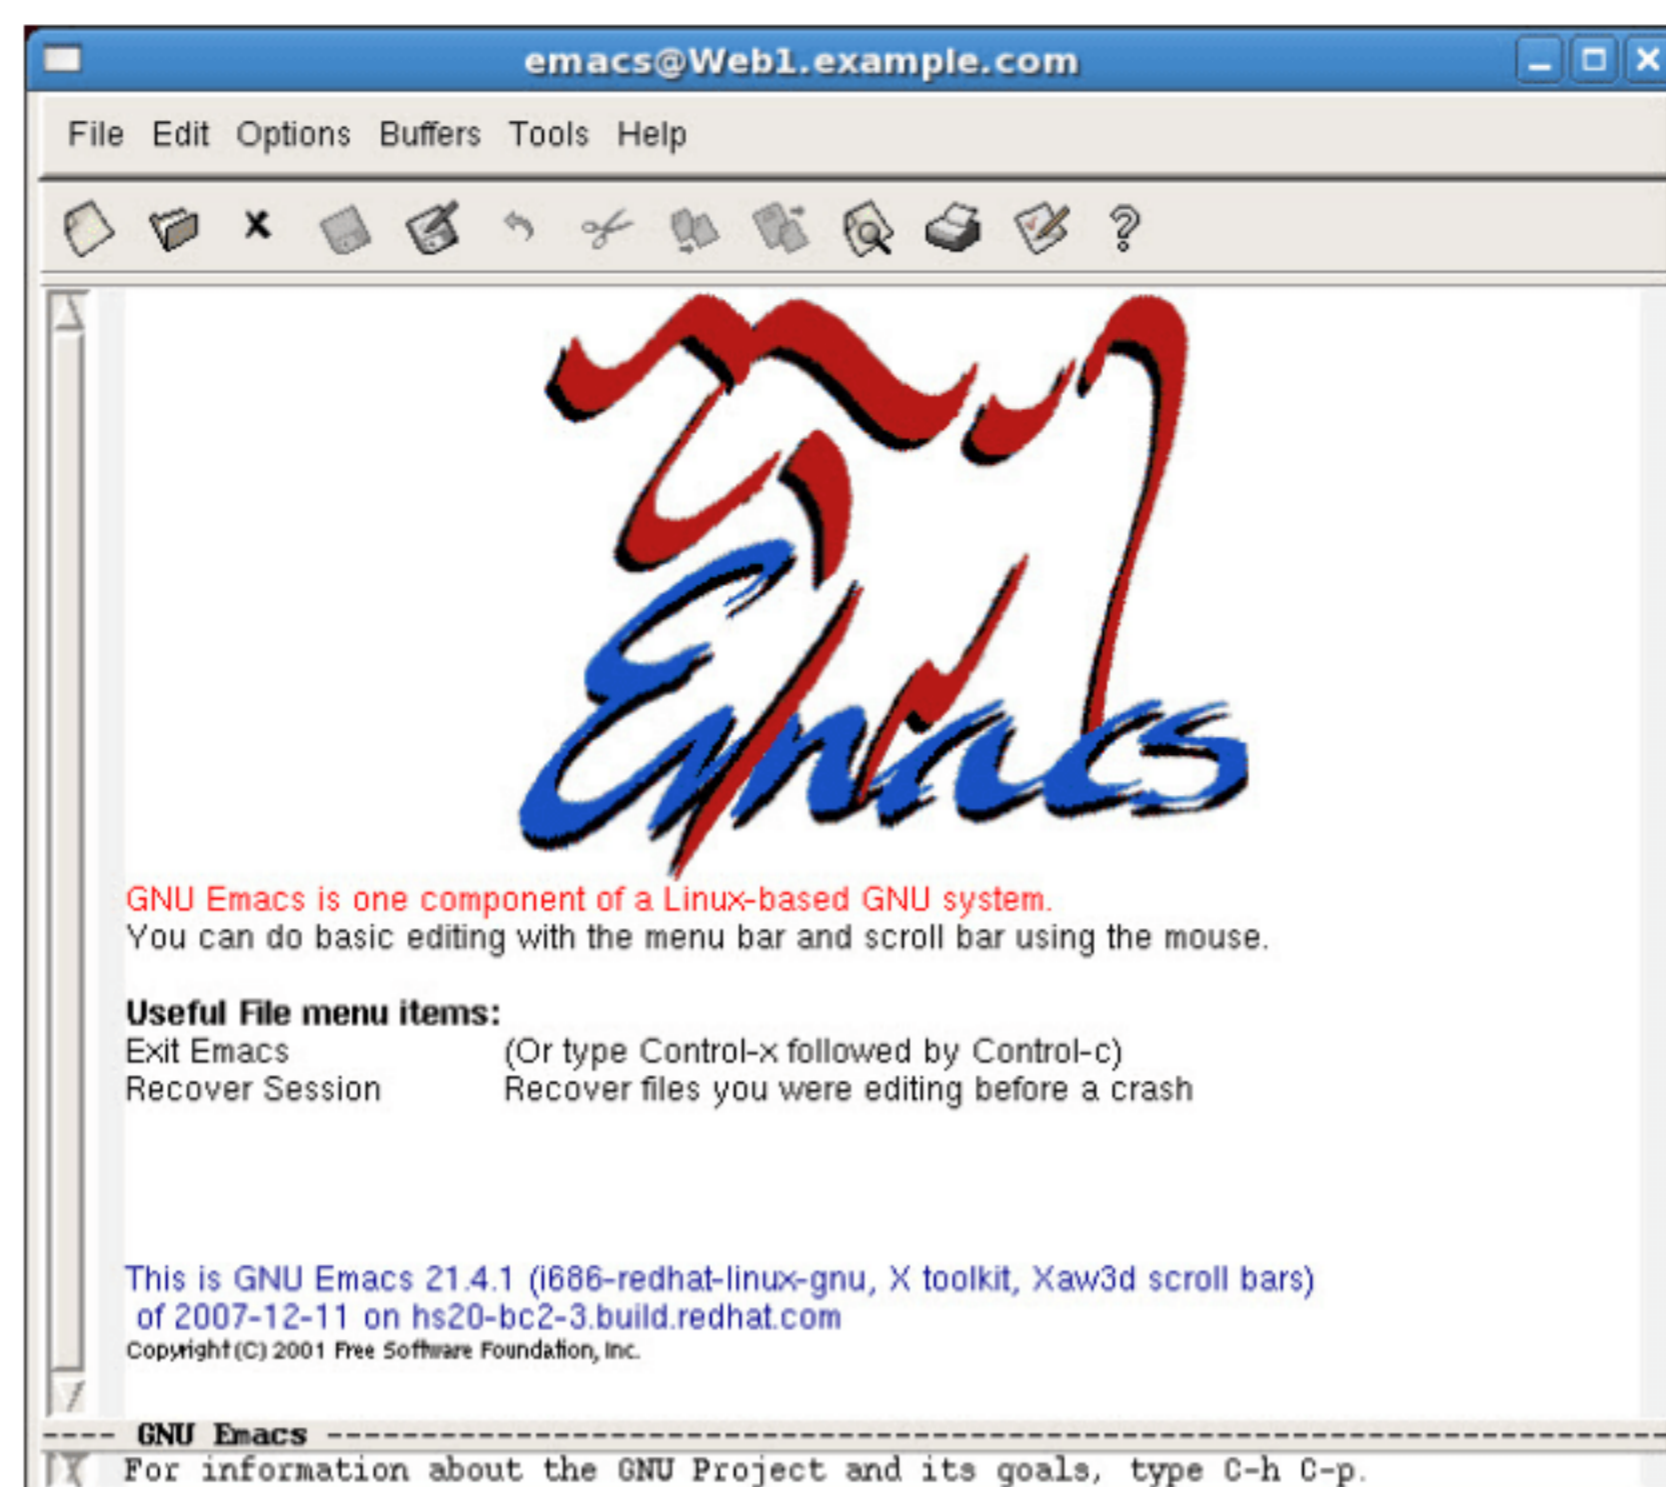 emacs@Web1.example.com
File Edit Options Buffers Tools Help
Emacs
GNU Emacs is one component of a Linux-based GNU system.
You can do basic editing with the menu bar and scroll bar using the mouse.
Useful File menu items:
Exit Emacs (Or type Control-x followed by Control-c)
Recover Session Recover files you were editing before a crash
This is GNU Emacs 21.4.1 (i686-redhat-linux-gnu, X toolkit, Xaw3d scroll bars)
of 2007-12-11 on hs20-bc2-3.build.redhat.com
Copyright (C) 2001 Free Software Foundation, Inc.
---- GNU Emacs ----------------------------------------------------------------------
For information about the GNU Project and its goals, type C-h C-p.